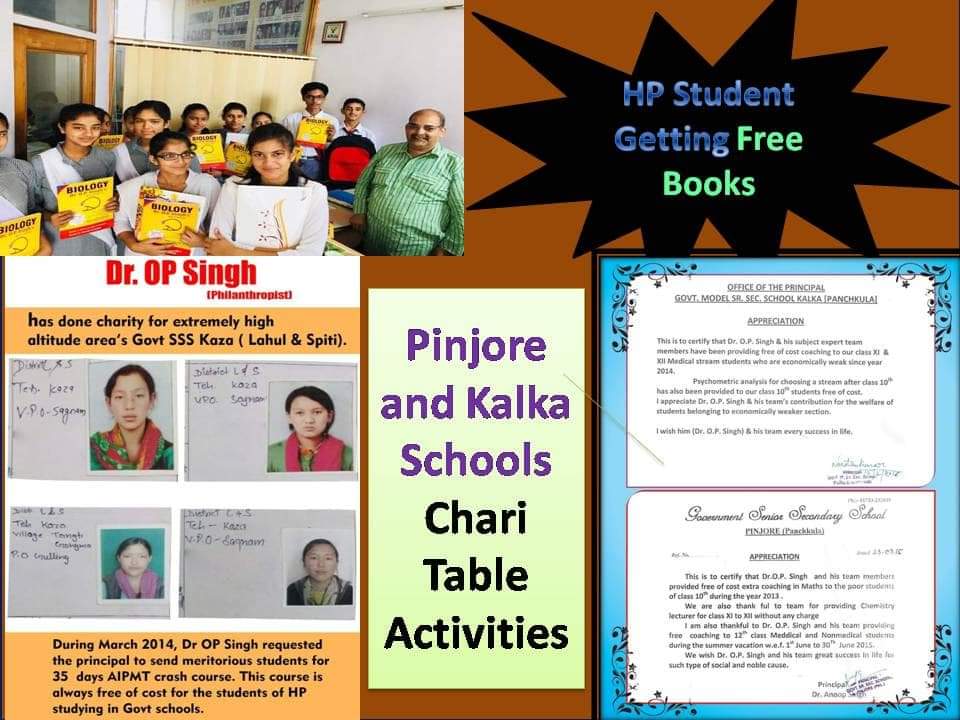 BIOLOGY
BIOLOGY
BIOLOGY
BIOLOGY
HP Student
Getting Free
Books
Dr. OP Singh
(Philanthropist)
has done charity for extremely high
altitude area's Govt SSS Kaza ( Lahul & Spiti).
Teh. Kaza
V.P.O-Sagnam
District L & S
Teh. Kaza
V.P.O. Sagnam
Distt L & S
Teh Kaza
Village
P.O
District L & S.
Teh - Kaza
V.P.O- Sagnam
During March 2014, Dr OP Singh requested
the principal to send meritorious students for
35 days AIPMT crash course. This course is
always free of cost for the students of HP
studying in Govt schools.
Pinjore
and Kalka
Schools
Chari
Table
Activities
OFFICE OF THE PRINCIPAL
GOVT. MODEL SR. SEC. SCHOOL KALKA [PANCHKULA]
APPRECIATION
This is to certify that Dr. O.P. Singh & his subject expert team
members have been providing free of cost coaching to our class XI &
XII Medical stream students who are economically weak since year
2014.
Psychometric analysis for choosing a stream after class 10th
has also been provided to our class 10th students free of cost.
I appreciate Dr. O.P. Singh & his team's contribution for the welfare of
students belonging to economically weaker section.
I wish him (Dr. O.P. Singh) & his team every success in life.
Government Senior Secondary School
PINJORE (Panchkula)
Ref. No.
Dated
APPRECIATION
This is to certify that Dr.O.P. Singh and his team members
provided free of cost extra coaching in Maths to the poor students
of class 10th during the year 2013 .
We are also thank ful to team for providing Chemistry
lecturer for class XI to XII without any charge
I am also thankful to Dr. O.P. Singh and his team providing
free coaching to 12th class Meddical and Nonmedical students
during the summer vacation w.e.f. 1st June to 30th June 2015.
We wish Dr. O.P. Singh and his team great success in life for
such type of social and noble cause.
Principal
Dr. Anoop Singh